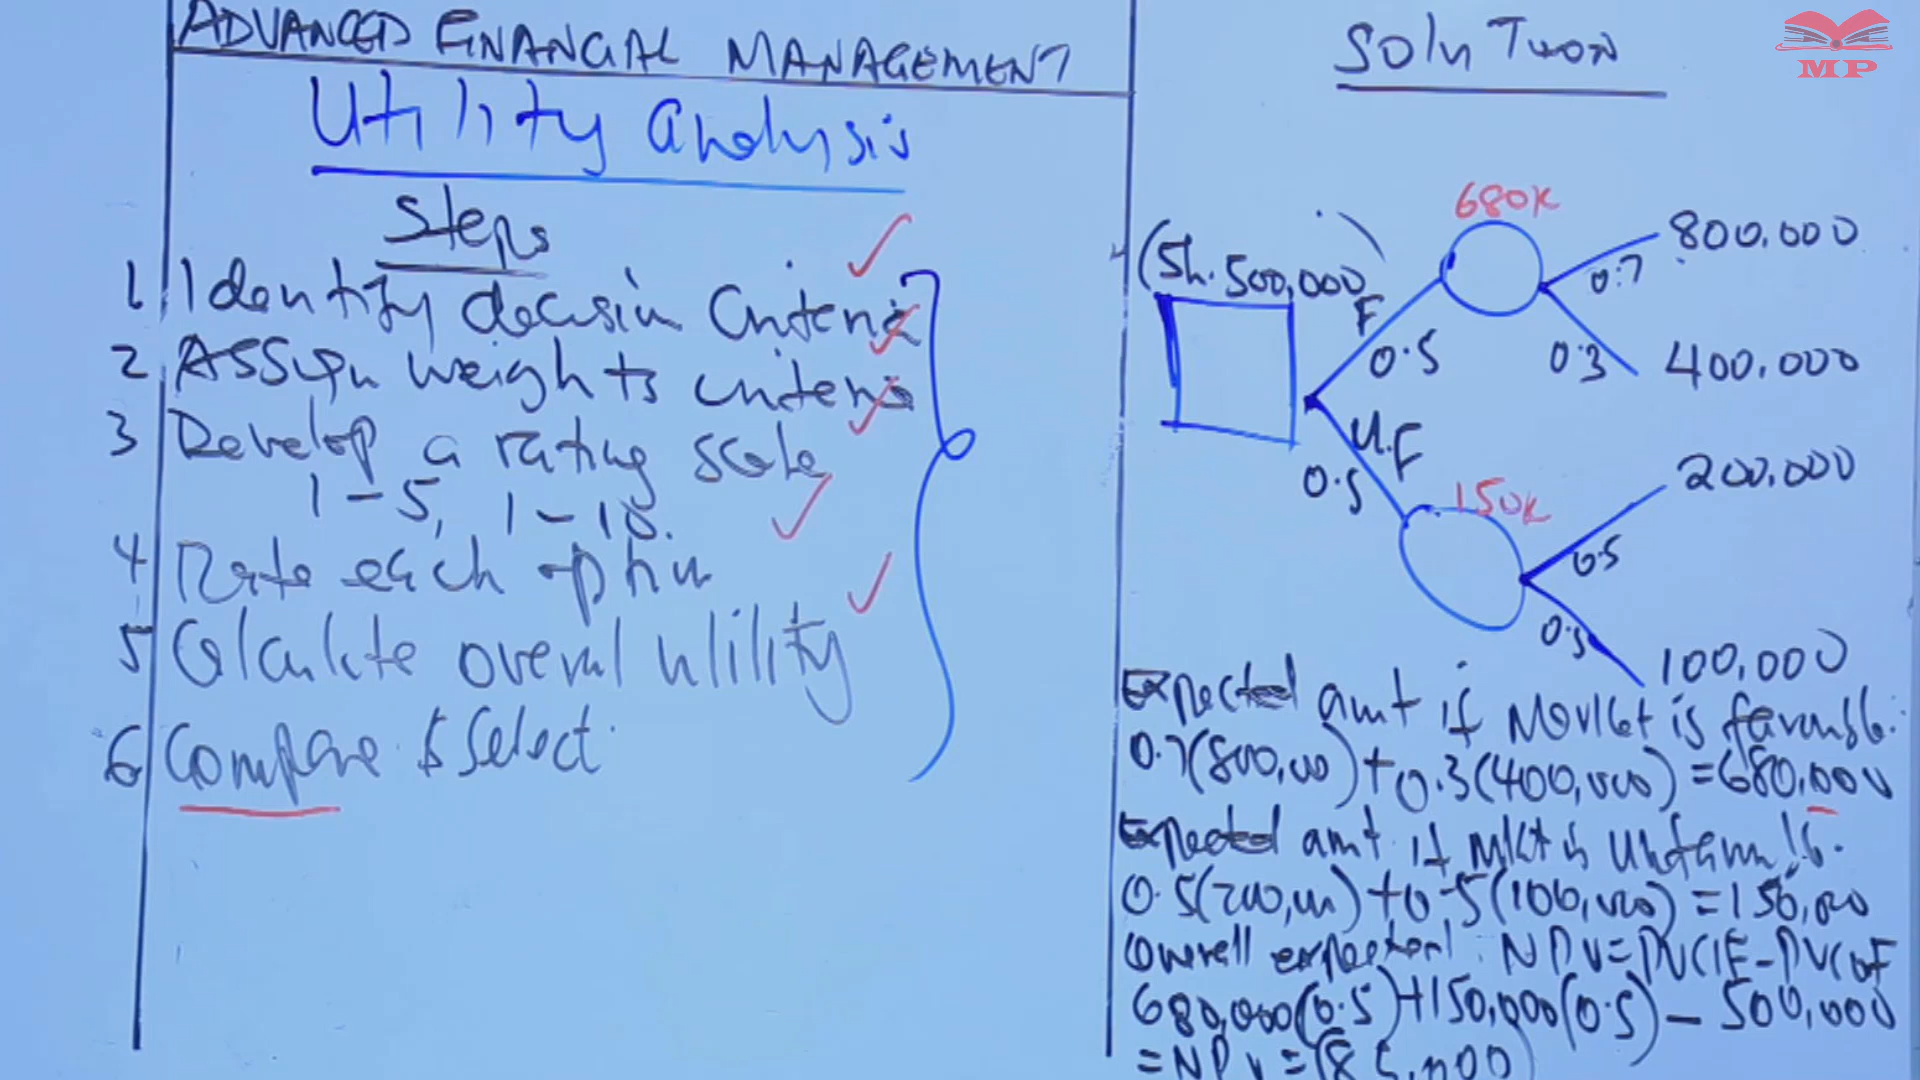 ADVANCED FINANCIAL MANAGEMENT
Utility analysis
Steps
1 Identify decision criteria
2 Assign weights criteria
3 Develop a rating scale
1-5, 1-10.
4 Rate each option
5 Calculate overall utility
6 Compare & select.
Solution
MP
680K
800,000
0.7
(Sh.500,000)
F
0.5
0.3
400,000
U.F
0.5
150K
200,000
0.5
0.5
100,000
Expected amt if Market is favourable.
0.7(800,000)+0.3(400,000)=680,000
Expected amt if mkt is unfavourable.
0.5(200,000)+0.5(100,000)=150,000
Overall expected: NPV=PVCIF-PVCOF
680,000(0.5)+150,000(0.5)-500,000
=NPV=(85,000)